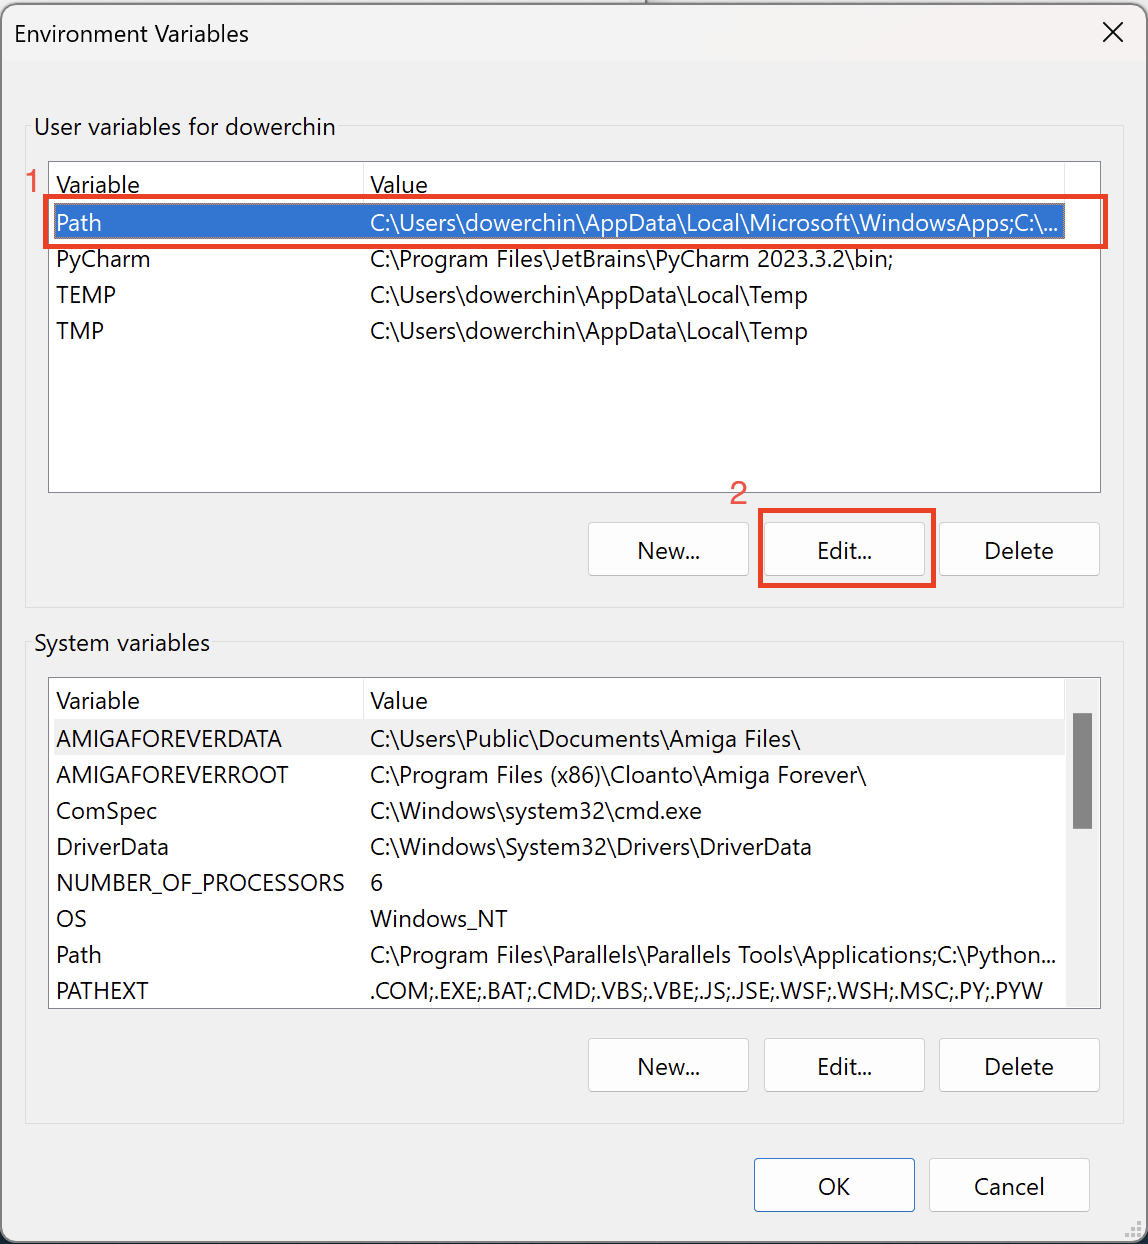 Environment Variables
User variables for dowerchin
1
Variable Value
Path C:\Users\dowerchin\AppData\Local\Microsoft\WindowsApps;C:\...
PyCharm C:\Program Files\JetBrains\PyCharm 2023.3.2\bin;
TEMP C:\Users\dowerchin\AppData\Local\Temp
TMP C:\Users\dowerchin\AppData\Local\Temp
2
New... Edit... Delete
System variables
Variable Value
AMIGAFOREVERDATA C:\Users\Public\Documents\Amiga Files\
AMIGAFOREVERROOT C:\Program Files (x86)\Cloanto\Amiga Forever\
ComSpec C:\Windows\system32\cmd.exe
DriverData C:\Windows\System32\Drivers\DriverData
NUMBER_OF_PROCESSORS 6
OS Windows_NT
Path C:\Program Files\Parallels\Parallels Tools\Applications;C:\Python...
PATHEXT .COM;.EXE;.BAT;.CMD;.VBS;.VBE;.JS;.JSE;.WSF;.WSH;.MSC;.PY;.PYW
New... Edit... Delete
OK Cancel